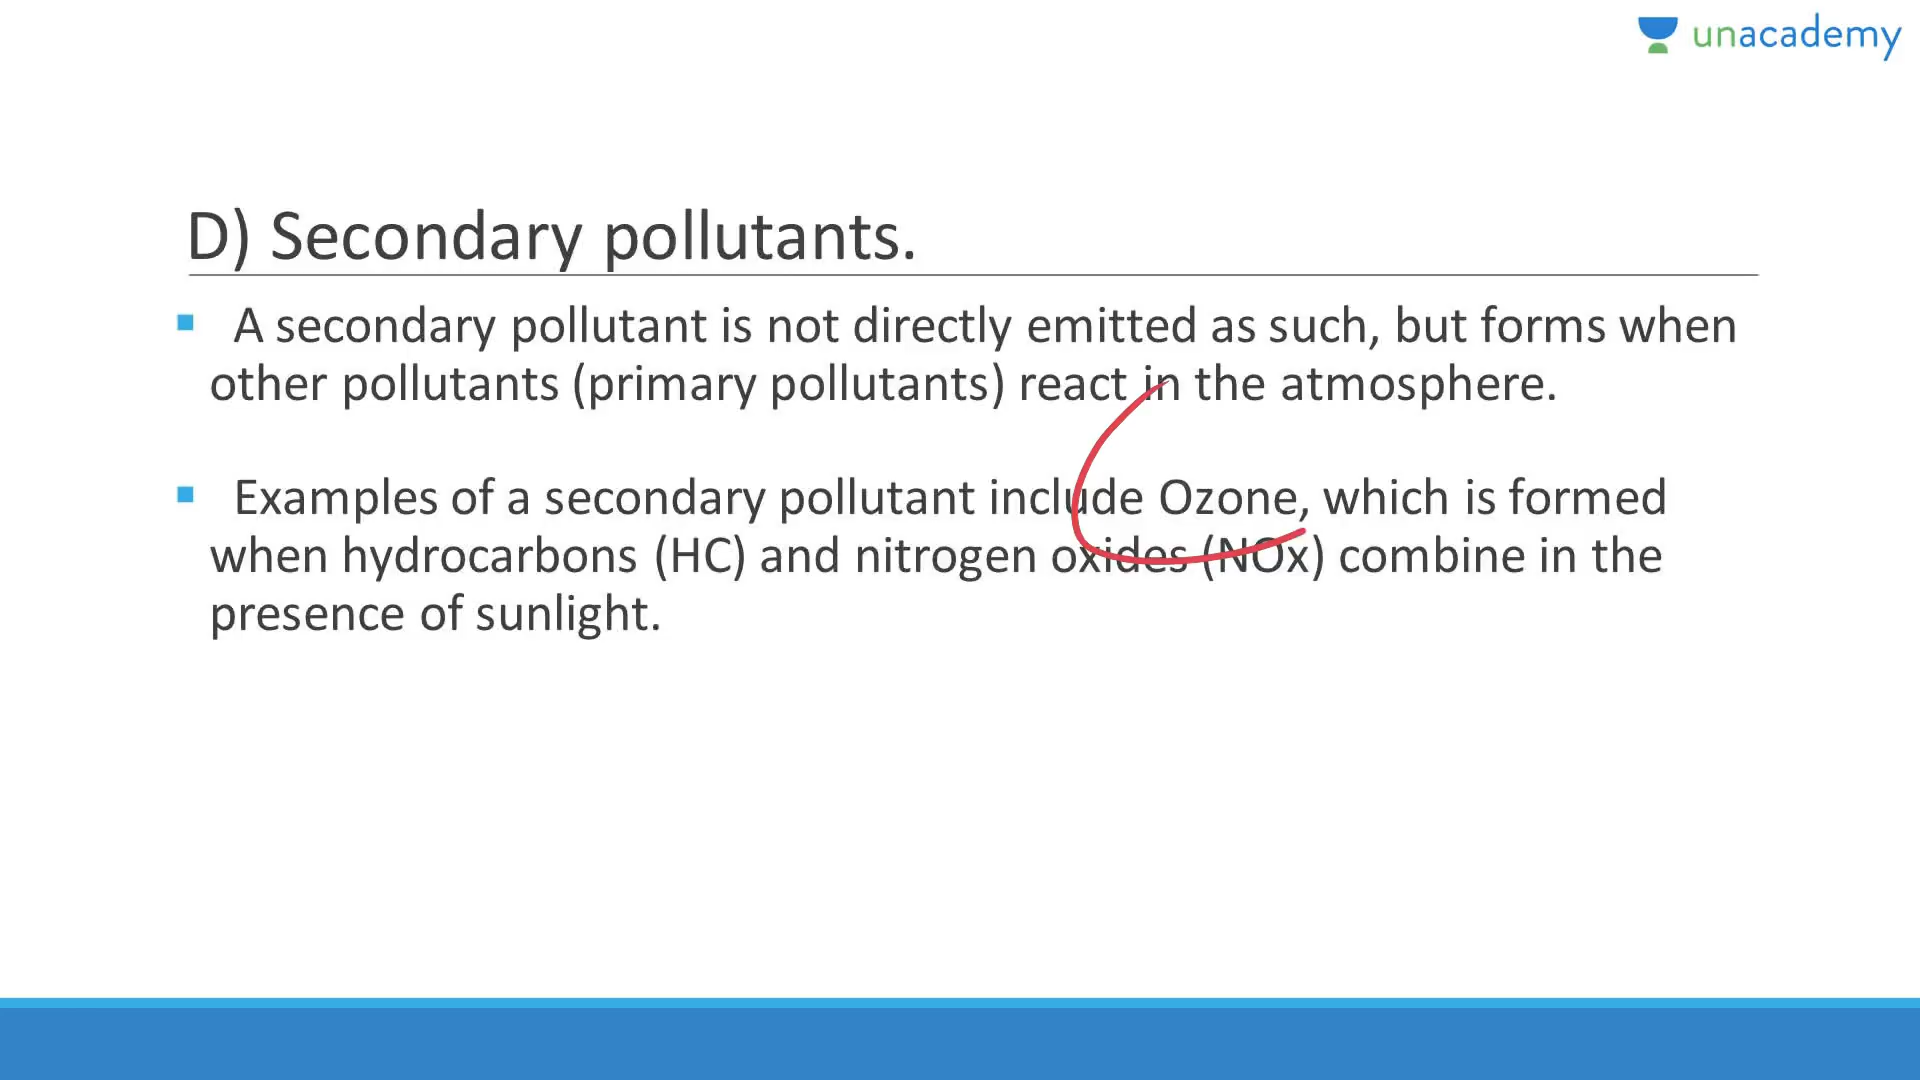 unacademy
D) Secondary pollutants.
A secondary pollutant is not directly emitted as such, but forms when
other pollutants (primary pollutants) react in the atmosphere.
Examples of a secondary pollutant include Ozone, which is formed
when hydrocarbons (HC) and nitrogen oxides (NOx) combine in the
presence of sunlight.